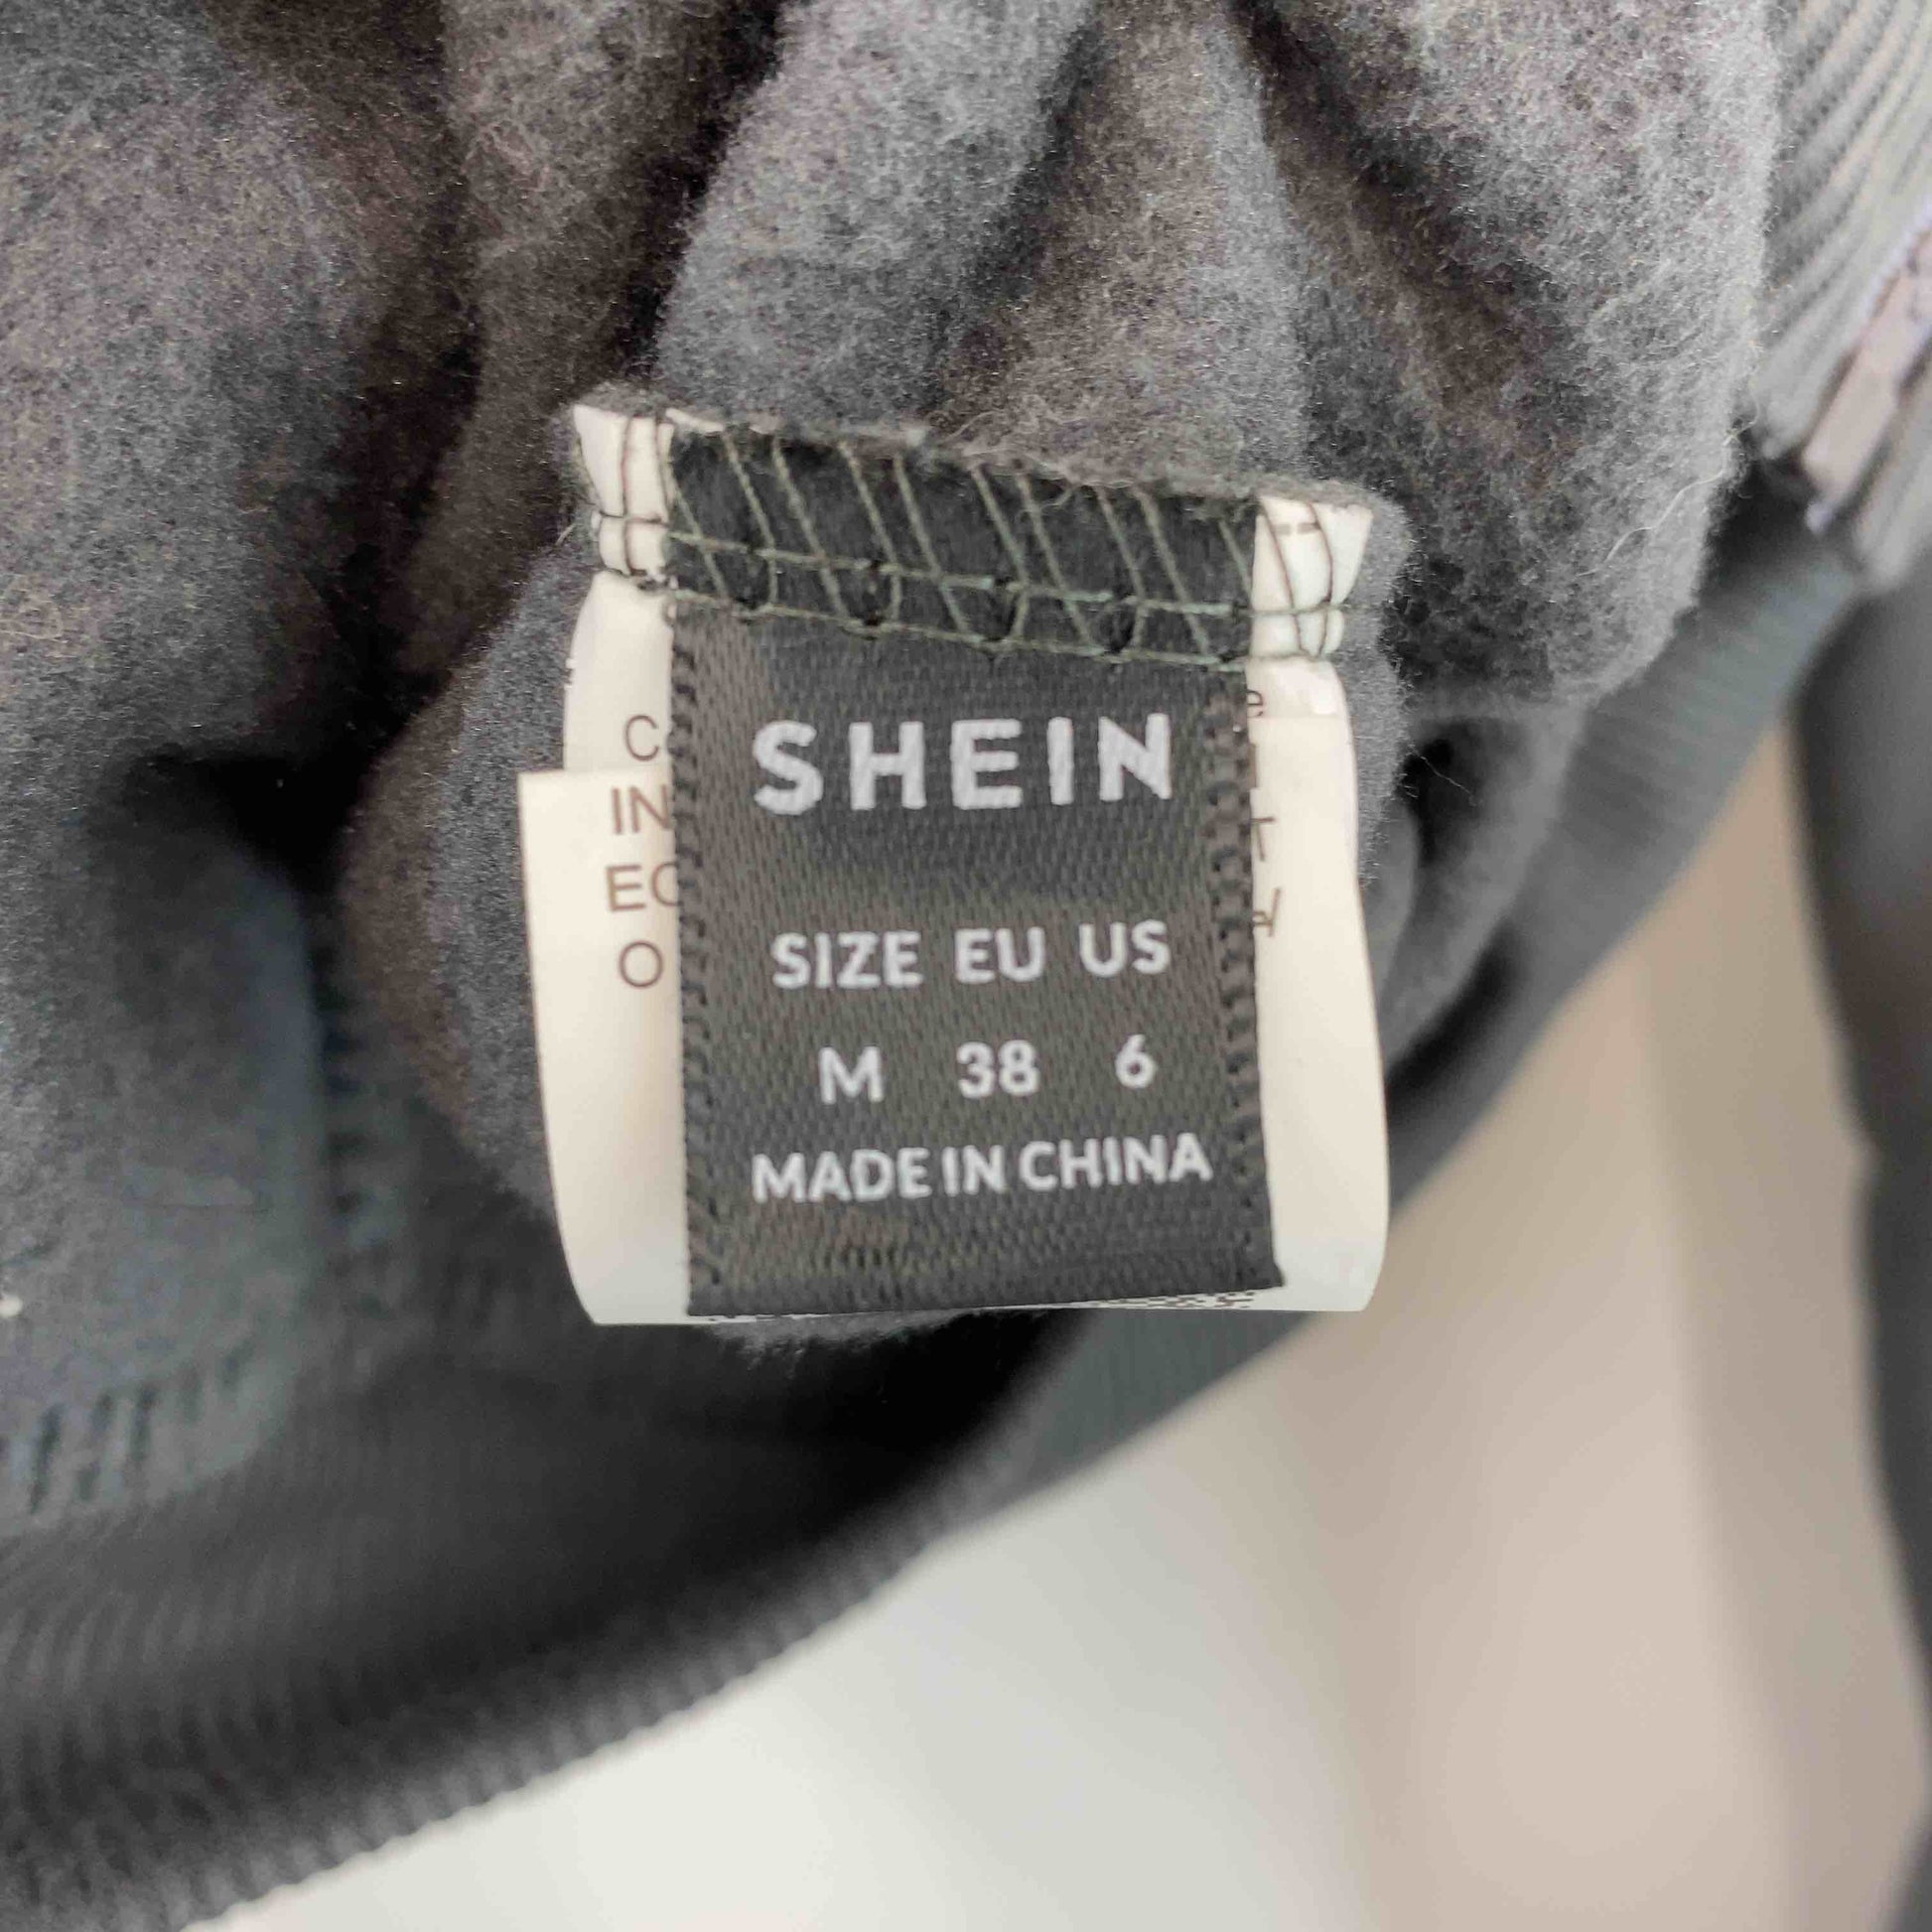 SHEIN
SIZE EU US
M 38 6
MADE IN CHINA